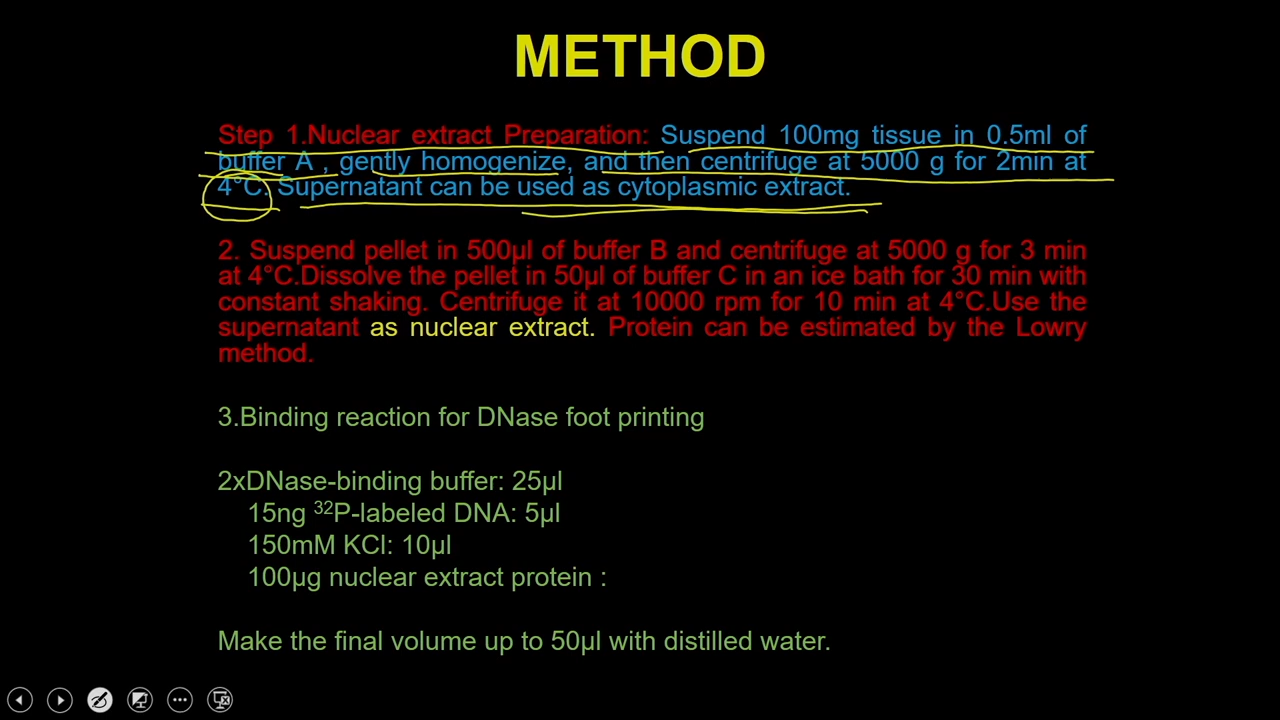 METHOD
Step 1.Nuclear extract Preparation: Suspend 100mg tissue in 0.5ml of
buffer A , gently homogenize, and then centrifuge at 5000 g for 2min at
4°C. Supernatant can be used as cytoplasmic extract.
2. Suspend pellet in 500µl of buffer B and centrifuge at 5000 g for 3 min
at 4°C.Dissolve the pellet in 50µl of buffer C in an ice bath for 30 min with
constant shaking. Centrifuge it at 10000 rpm for 10 min at 4°C.Use the
supernatant as nuclear extract. Protein can be estimated by the Lowry
method.
3.Binding reaction for DNase foot printing
2xDNase-binding buffer: 25µl
15ng ³²P-labeled DNA: 5µl
150mM KCl: 10µl
100µg nuclear extract protein :
Make the final volume up to 50µl with distilled water.